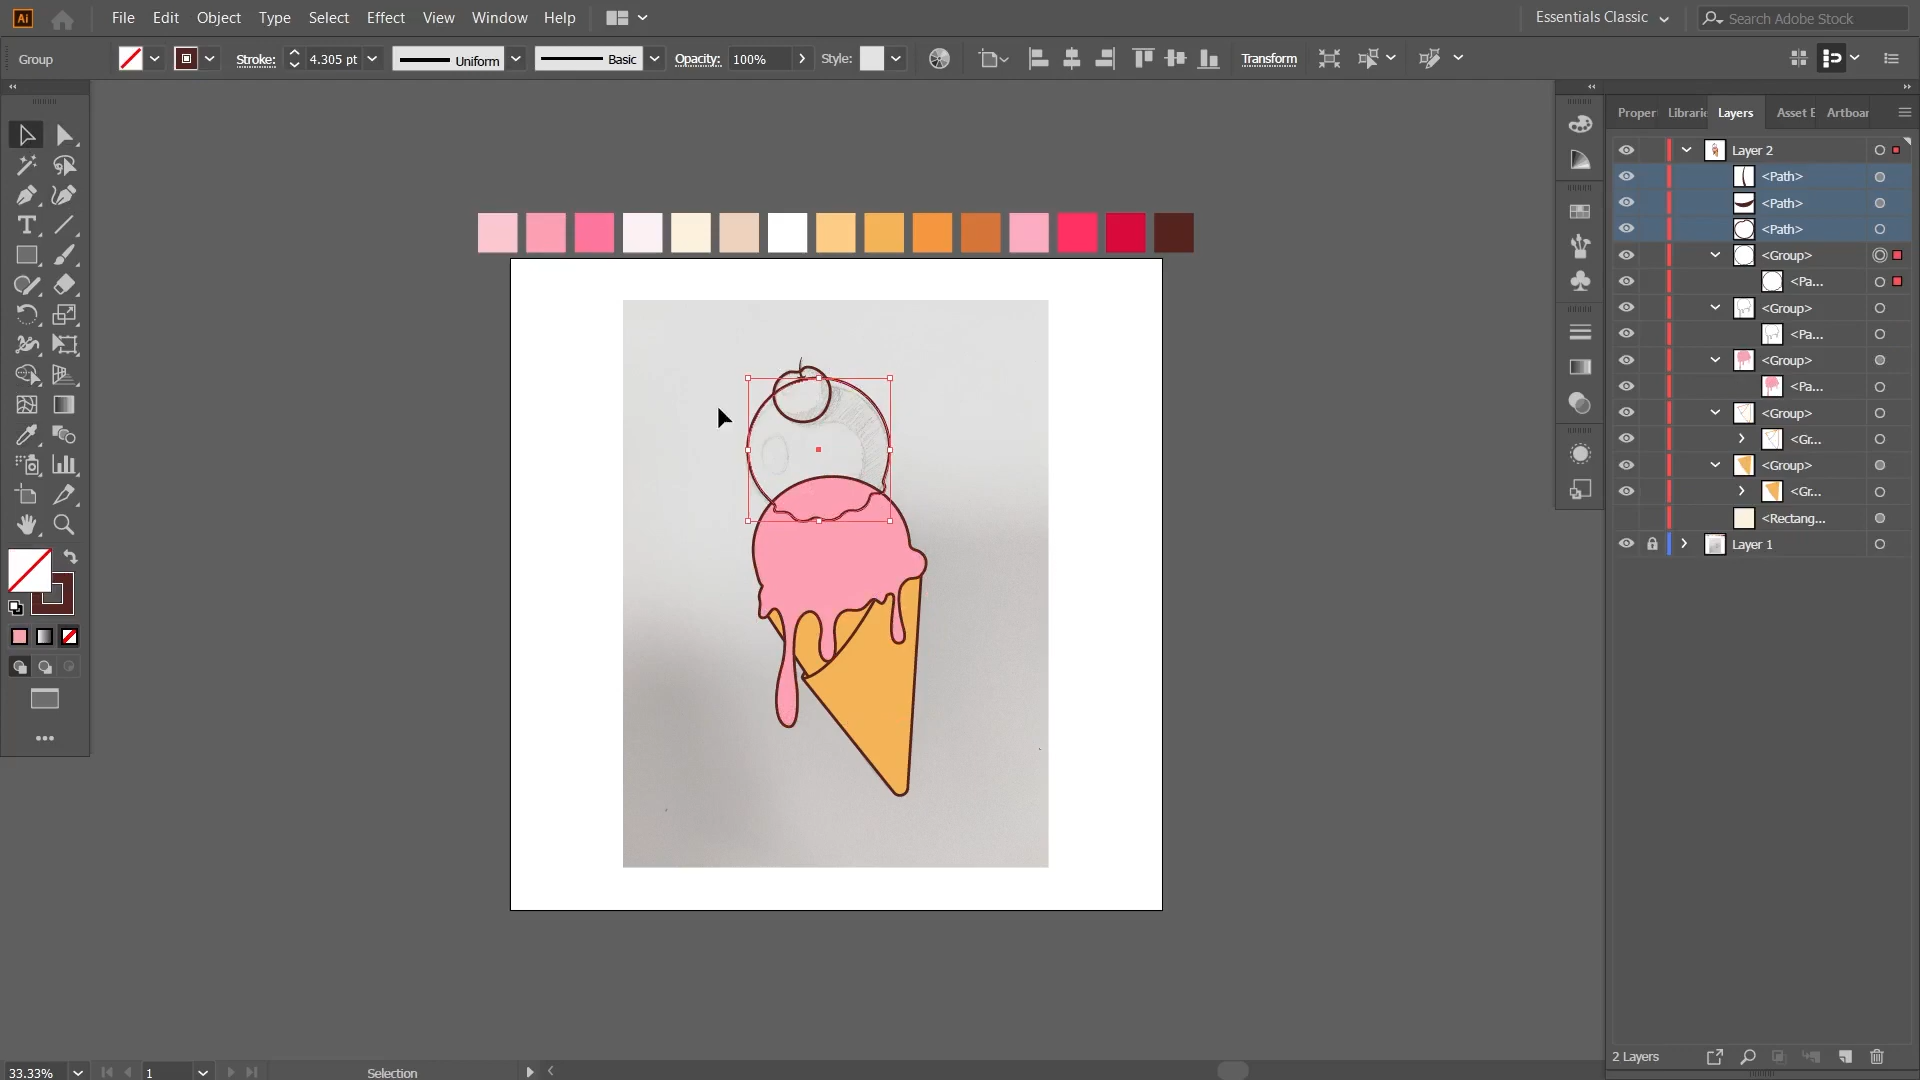 Ai File Edit Object Type Select Effect View Window Help Essentials Classic Search Adobe Stock
Group Stroke: 4.305 pt Uniform Basic Opacity: 100% Style: Transform
Proper Librarie Layers Asset E Artboar
Layer 2
<Path>
<Path>
<Path>
<Group>
<Pa...
<Group>
<Pa...
<Group>
<Pa...
<Group>
<Gr...
<Group>
<Gr...
<Rectang...
Layer 1
2 Layers
33.33% 1 Selection